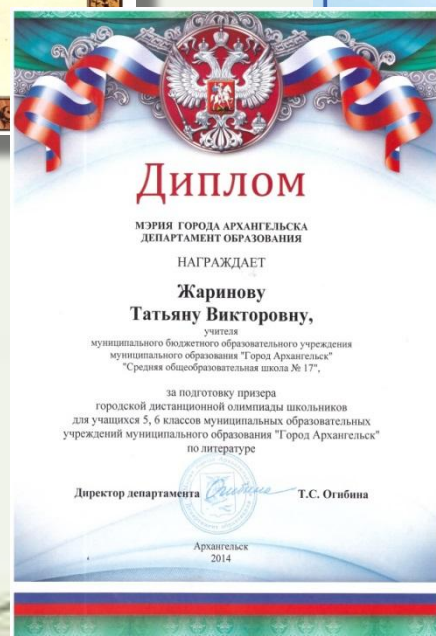 Диплом
МЭРИЯ ГОРОДА АРХАНГЕЛЬСКА
ДЕПАРТАМЕНТ ОБРАЗОВАНИЯ
НАГРАЖДАЕТ
Жаринову
Татьяну Викторовну,
учителя
муниципального бюджетного образовательного учреждения
муниципального образования "Город Архангельск"
"Средняя общеобразовательная школа № 17",
за подготовку призера
городской дистанционной олимпиады школьников
для учащихся 5, 6 классов муниципальных образовательных
учреждений муниципального образования "Город Архангельск"
по литературе
Директор департамента Т.С. Огибина
Архангельск
2014